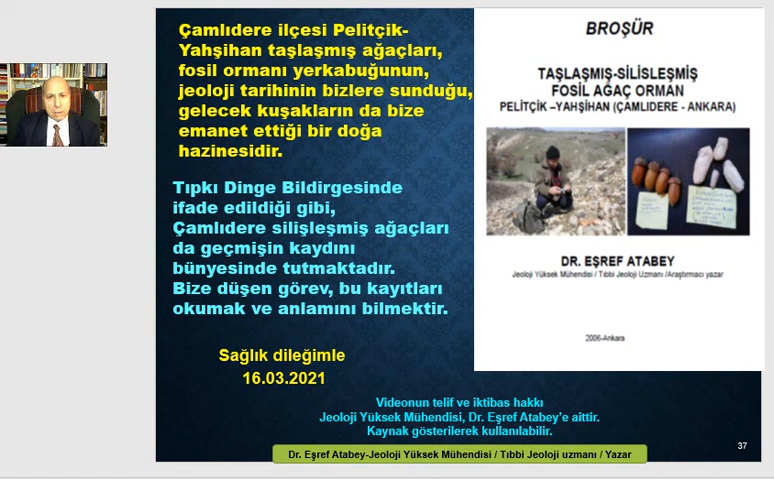 Çamlıdere ilçesi Pelitçik-
Yahşihan taşlaşmış ağaçları,
fosil ormanı yerkabuğunun,
jeoloji tarihinin bizlere sunduğu,
gelecek kuşakların da bize
emanet ettiği bir doğa
hazinesidir.
Tıpkı Dinge Bildirgesinde
ifade edildiği gibi,
Çamlıdere silişleşmiş ağaçları
da geçmişin kaydını
bünyesinde tutmaktadır.
Bize düşen görev, bu kayıtları
okumak ve anlamını bilmektir.
Sağlık dileğimle
16.03.2021
BROŞÜR
TAŞLAŞMIŞ-SİLİSLEŞMİŞ
FOSİL AĞAÇ ORMAN
PELİTÇİK –YAHŞİHAN (ÇAMLIDERE - ANKARA)
DR. EŞREF ATABEY
Jeoloji Yüksek Mühendisi / Tıbbi Jeoloji Uzmanı /Araştırmacı yazar
2006-Ankara
Videonun telif ve iktibas hakkı
Jeoloji Yüksek Mühendisi, Dr. Eşref Atabey'e aittir.
Kaynak gösterilerek kullanılabilir.
37
Dr. Eşref Atabey-Jeoloji Yüksek Mühendisi / Tıbbi Jeoloji uzmanı / Yazar